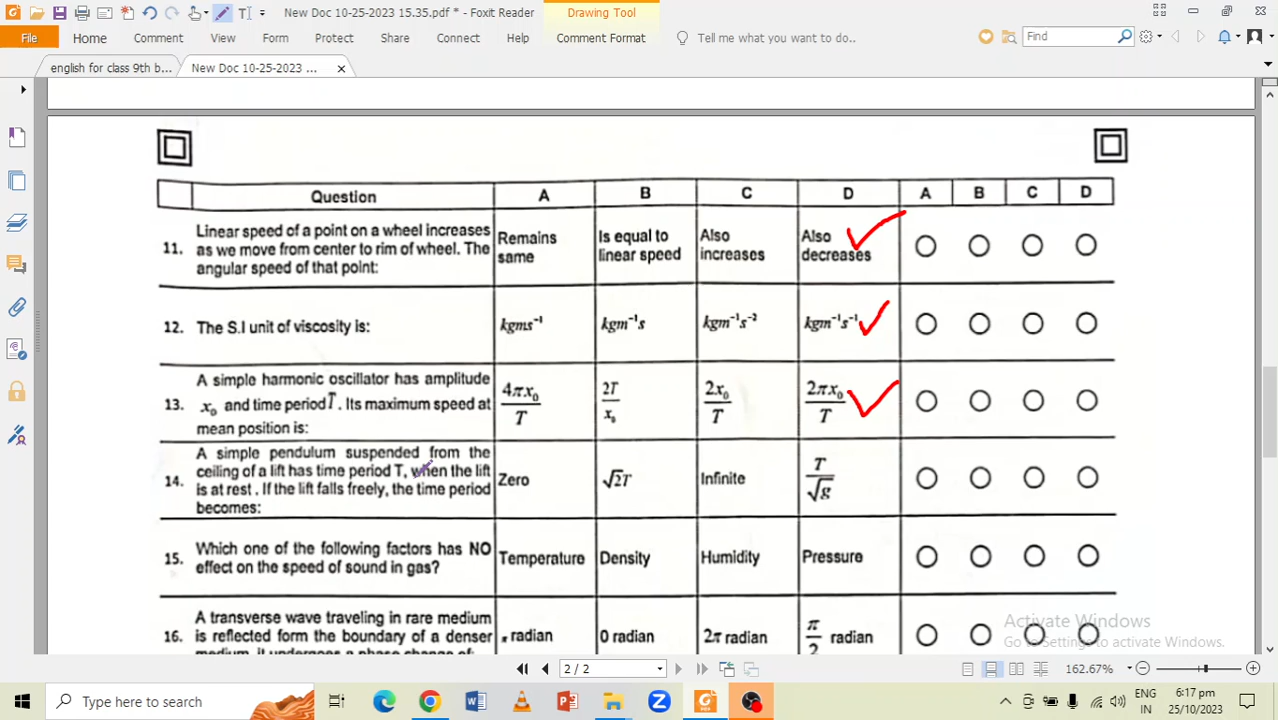 New Doc 10-25-2023 15.35.pdf * - Foxit Reader
Drawing Tool
File Home Comment View Form Protect Share Connect Help Comment Format Tell me what you want to do.. Find
english for class 9th b... New Doc 10-25-2023 ...
Question A B C D A B C D
11. Linear speed of a point on a wheel increases as we move from center to rim of wheel. The angular speed of that point:
Remains same
Is equal to linear speed
Also increases
Also decreases
12. The S.I unit of viscosity is:
kgms⁻¹
kgm⁻¹s
kgm⁻¹s⁻²
kgm⁻¹s⁻¹
13. A simple harmonic oscillator has amplitude x₀ and time period T. Its maximum speed at mean position is:
4πx₀/T
2T/x₀
2x₀/T
2πx₀/T
14. A simple pendulum suspended from the ceiling of a lift has time period T, when the lift is at rest. If the lift falls freely, the time period becomes:
Zero
√2T
Infinite
T/√g
15. Which one of the following factors has NO effect on the speed of sound in gas?
Temperature
Density
Humidity
Pressure
16. A transverse wave traveling in rare medium is reflected form the boundary of a denser medium, it undergoes a phase change of:
radian
0 radian
2π radian
π/2 radian
Activate Windows
Go to Settings to activate Windows.
2 / 2
162.67%
Type here to search
ENG
6:17 pm
25/10/2023